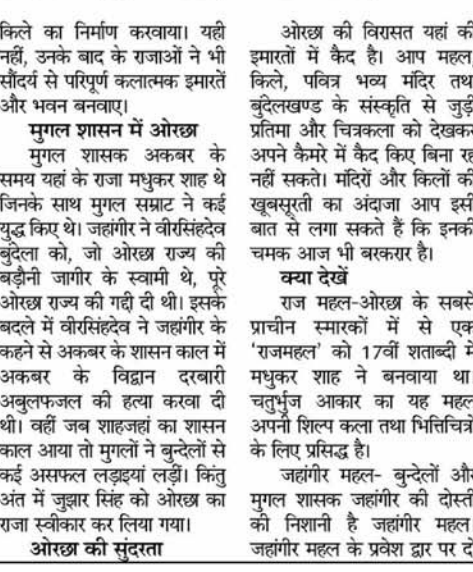 किले का निर्माण करवाया। यही
नहीं, उनके बाद के राजाओं ने भी
सौंदर्य से परिपूर्ण कलात्मक इमारतें
और भवन बनवाए।
मुगल शासन में ओरछा
मुगल शासक अकबर के
समय यहां के राजा मधुकर शाह थे
जिनके साथ मुगल सम्राट ने कई
युद्ध किए थे। जहांगीर ने वीरसिंहदेव
बुंदेला को, जो ओरछा राज्य की
बड़ौनी जागीर के स्वामी थे, पूरे
ओरछा राज्य की गद्दी दी थी। इसके
बदले में वीरसिंहदेव ने जहांगीर के
कहने से अकबर के शासन काल में
अकबर के विद्वान दरबारी
अबुलफजल की हत्या करवा दी
थी। वहीं जब शाहजहां का शासन
काल आया तो मुगलों ने बुन्देलों से
कई असफल लड़ाइयां लड़ीं। किंतु
अंत में जुझार सिंह को ओरछा का
राजा स्वीकार कर लिया गया।
ओरछा की सुंदरता
ओरछा की विरासत यहां की
इमारतों में कैद है। आप महल,
किले, पवित्र भव्य मंदिर तथ
बुंदेलखण्ड के संस्कृति से जुड़ी
प्रतिमा और चित्रकला को देखकर
अपने कैमरे में कैद किए बिना रह
नहीं सकते। मंदिरों और किलों की
खूबसूरती का अंदाजा आप इसी
बात से लगा सकते हैं कि इनकी
चमक आज भी बरकरार है।
क्या देखें
राज महल-ओरछा के सबसे
प्राचीन स्मारकों में से एक
'राजमहल' को 17वीं शताब्दी में
मधुकर शाह ने बनवाया था
चतुर्भुज आकार का यह महल
अपनी शिल्प कला तथा भित्तिचित्रों
के लिए प्रसिद्ध है।
जहांगीर महल- बुन्देलों और
मुगल शासक जहांगीर की दोस्ती
की निशानी है जहांगीर महल
जहांगीर महल के प्रवेश द्वार पर दो